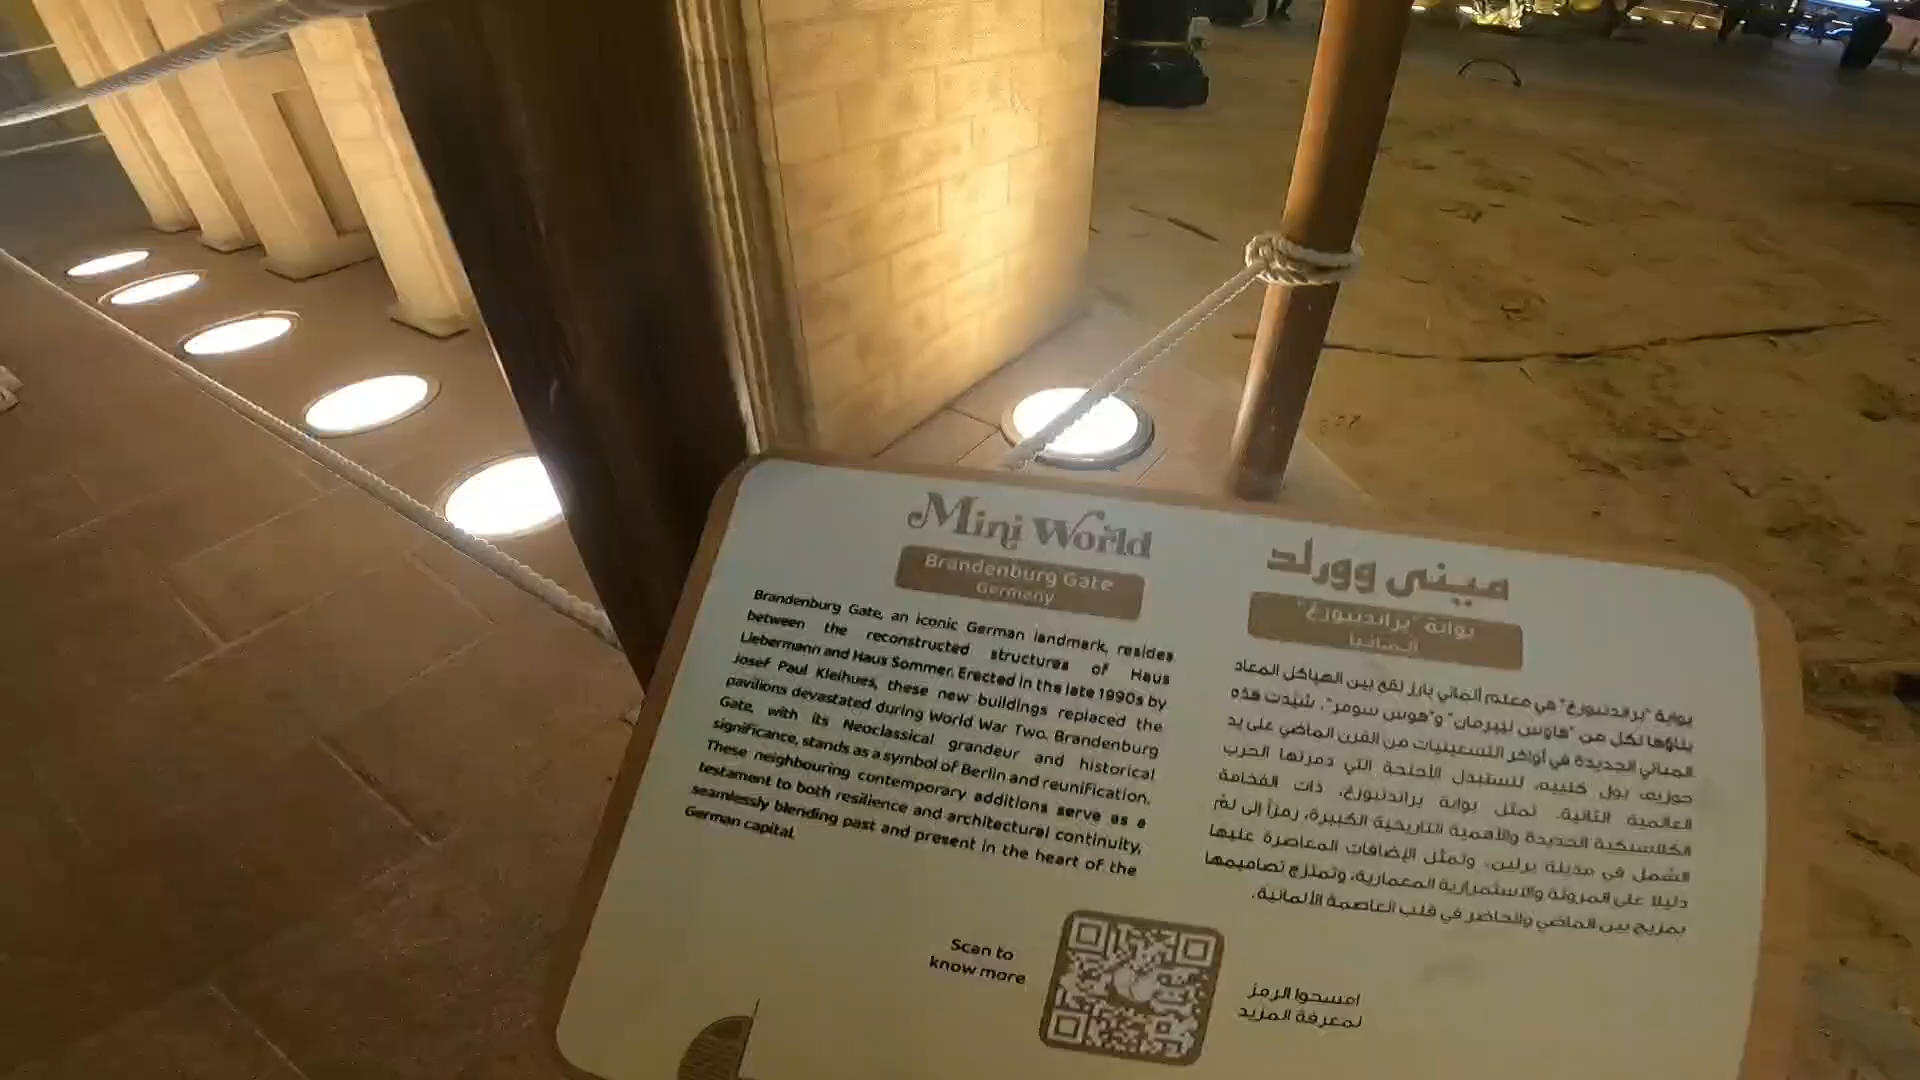 Mini World
Brandenburg Gate
Germany
Brandenburg Gate, an iconic German landmark, resides
between the reconstructed structures of Haus
Liebermann and Haus Sommer. Erected in the late 1990s by
Josef Paul Kleihues, these new buildings replaced the
pavilions devastated during World War Two. Brandenburg
Gate, with its Neoclassical grandeur and historical
significance, stands as a symbol of Berlin and reunification.
These neighbouring contemporary additions serve as a
testament to both resilience and architectural continuity,
seamlessly blending past and present in the heart of the
German capital.
ميني وورلد
بوابة "براندنبورغ"
ألمانيا
بوابة "براندنبورغ" هي معلم ألماني بارز تقع بين الهياكل المعاد
بناؤها لكل من "هاوس ليبرمان" و"هوس سومر". شيّدت هذه
المباني الجديدة في أواخر التسعينيات من القرن الماضي على يد
جوزيف بول كليبيه، لتستبدل الأجنحة التي دمرتها الحرب
العالمية الثانية. تمثل بوابة براندنبورغ، ذات الفخامة
الكلاسيكية الجديدة والأهمية التاريخية الكبيرة، رمزاً إلى لمّ
الشمل في مدينة برلين. وتمثل الإضافات المعاصرة عليها
دليلا على المرونة والاستمرارية المعمارية، وتمتزج تصاميمها
بمزيج بين الماضي والحاضر في قلب العاصمة الألمانية.
Scan to
know more
امسحوا الرمز
لمعرفة المزيد